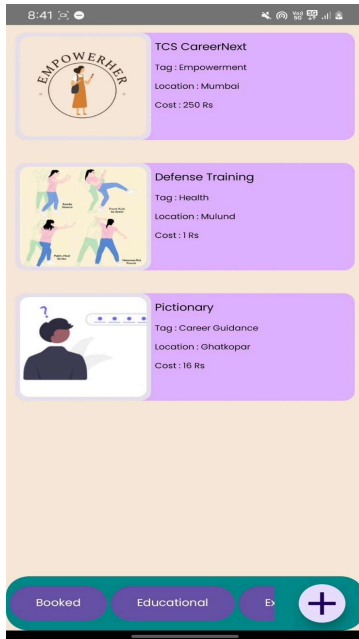 8:41
EMPOWERHER
TCS CareerNext
Tag : Empowerment
Location : Mumbai
Cost : 250 Rs
Defense Training
Tag : Health
Location : Mulund
Cost : 1 Rs
Pictionary
Tag : Career Guidance
Location : Ghatkopar
Cost : 16 Rs
Booked
Educational